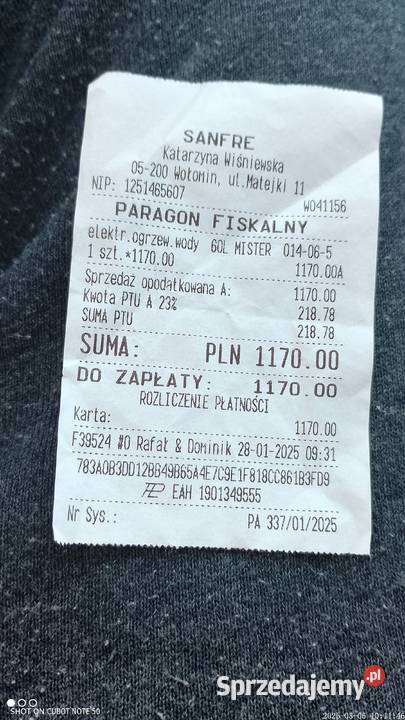 SANFRE
Katarzyna Wiśniewska
05-200 Wołomin, ul.Matejki 11
NIP: 1251465607
W041156
PARAGON FISKALNY
elektr.ogrzew.wody 60L MISTER 014-06-5
1 szt.*1170.00 1170.00A
Sprzedaż opodatkowana A: 1170.00
Kwota PTU A 23% 218.78
SUMA PTU 218.78
SUMA: PLN 1170.00
DO ZAPŁATY: 1170.00
ROZLICZENIE PŁATNOŚCI
Karta: 1170.00
F39524 #0 Rafał & Dominik 28-01-2025 09:31
783A0B3DD12BB49B65A4E7C9E1F818CC861B3FD9
EAH 1901349555
Nr Sys.: PA 337/01/2025
SHOT ON CUBOT NOTE 50
Sprzedajemy.pl